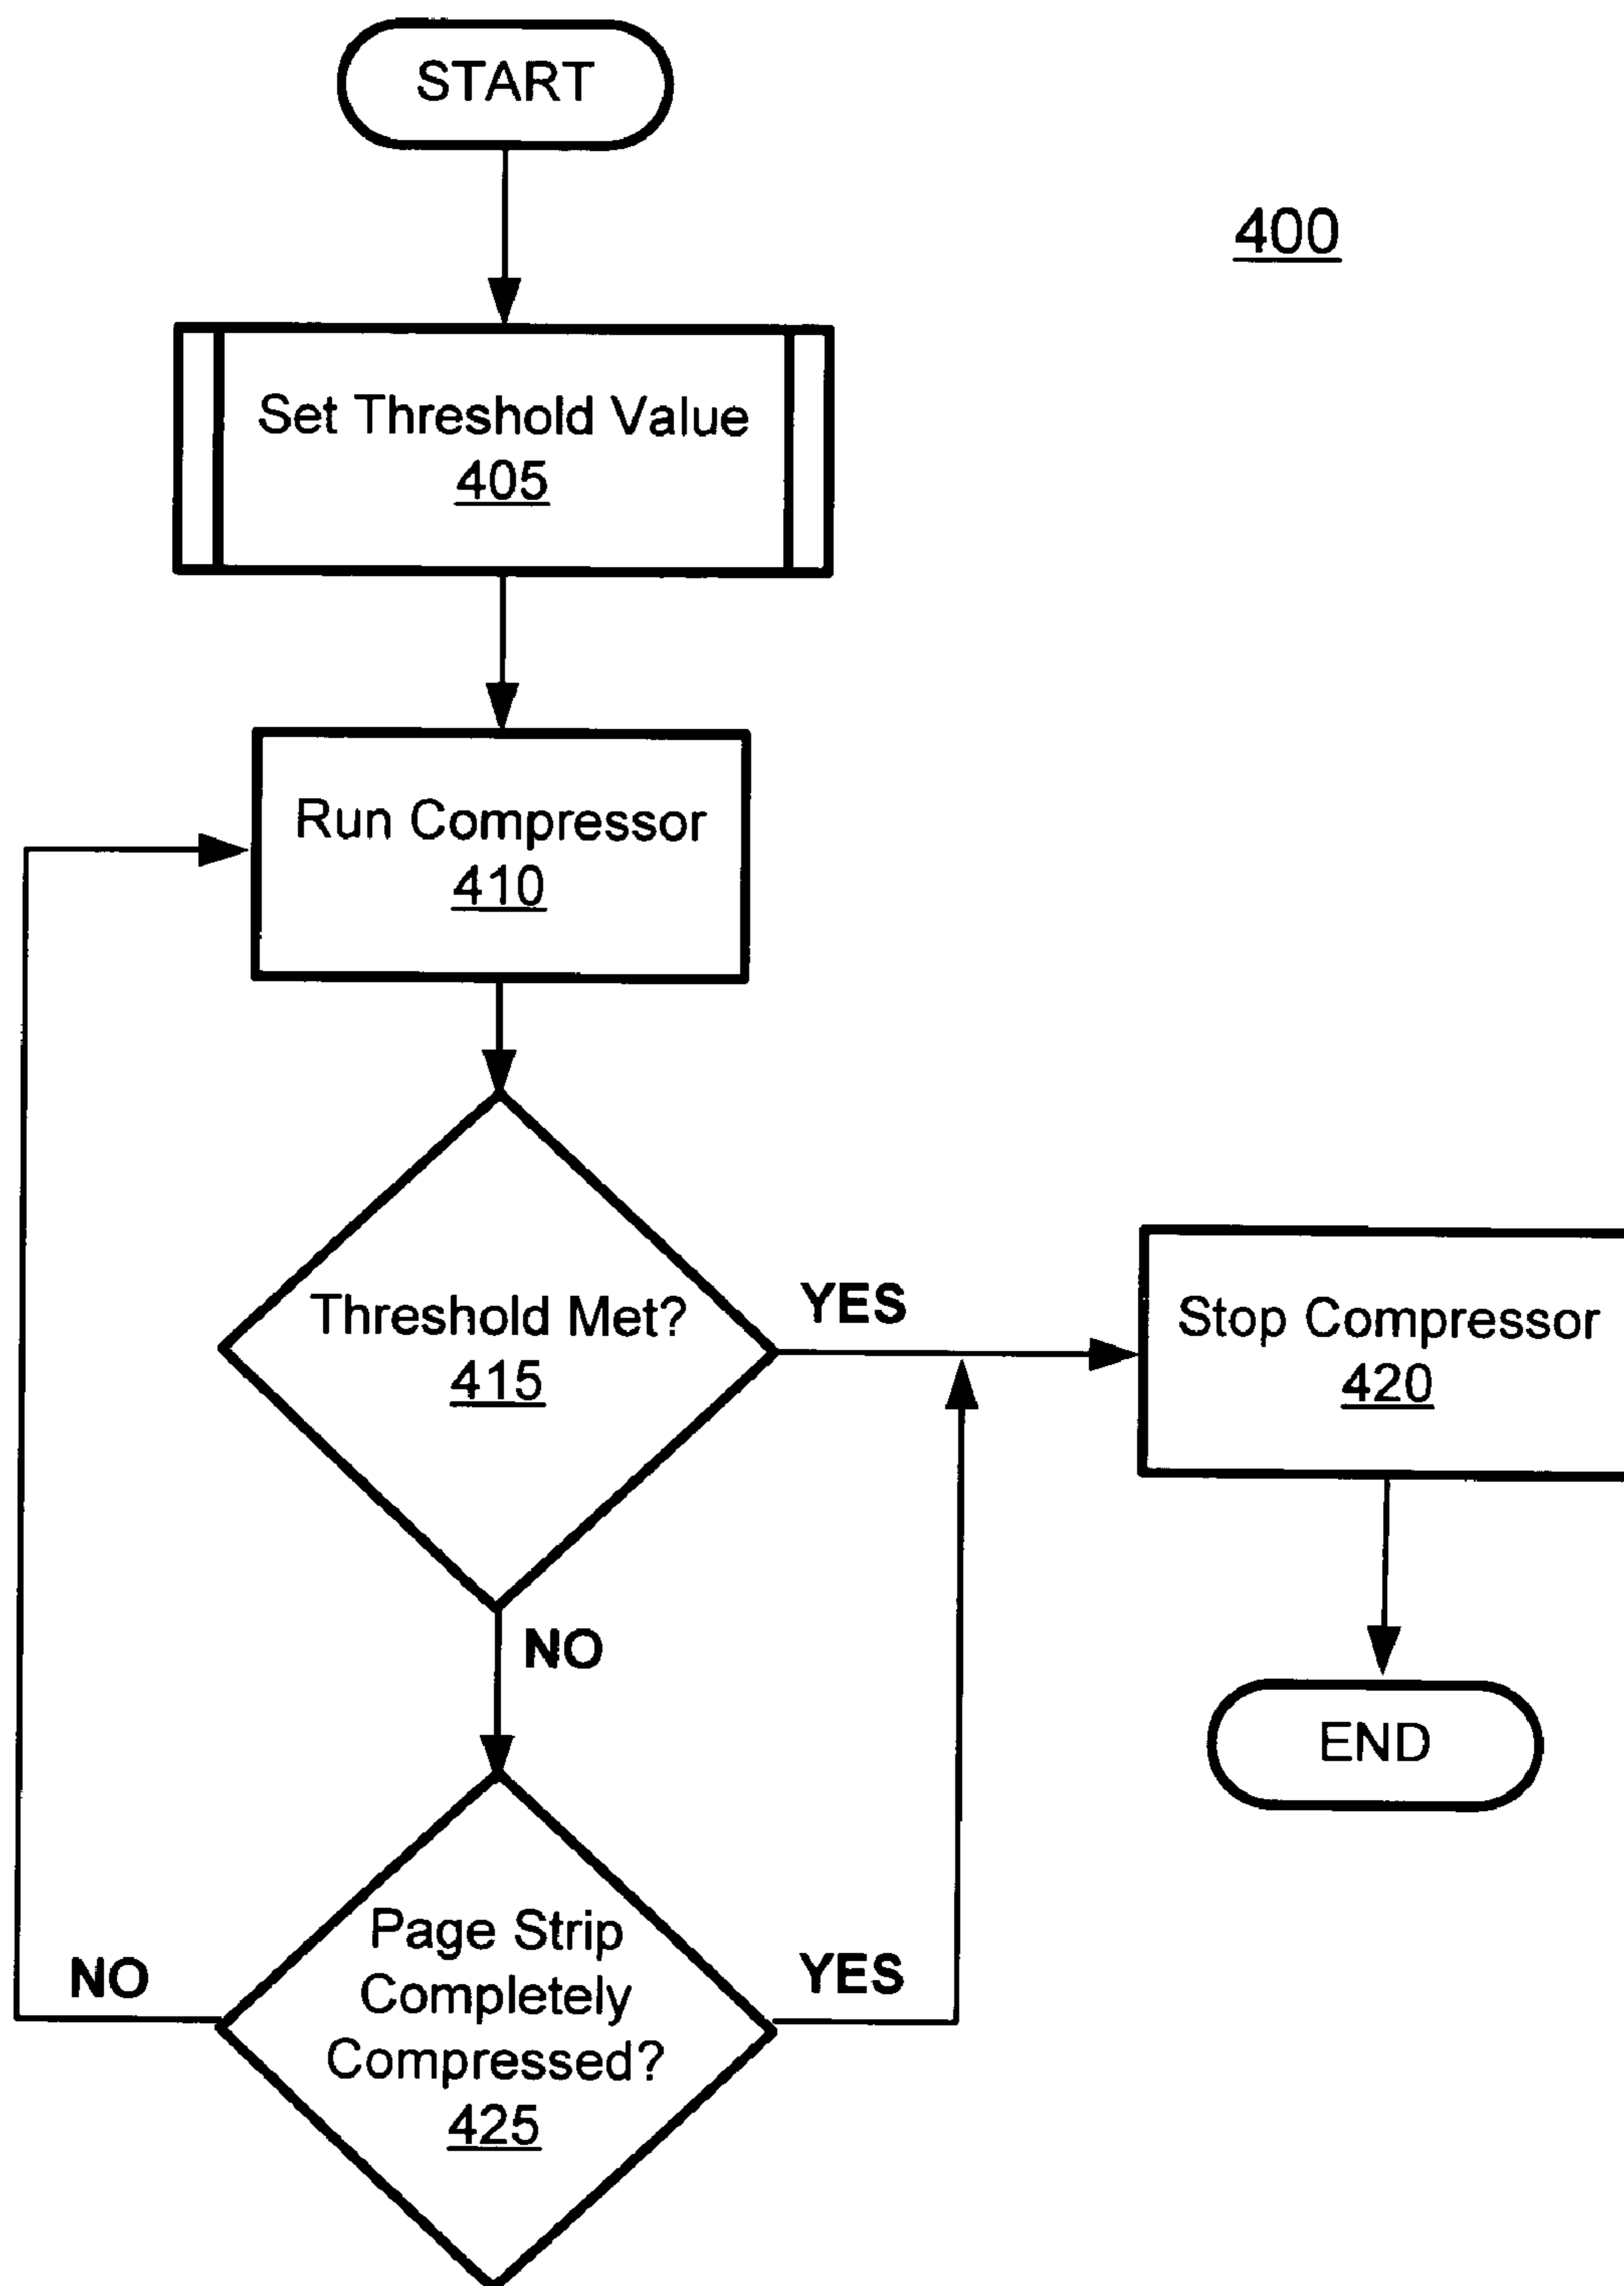 START
400
Set Threshold Value
405
Run Compressor
410
Threshold Met?
415
YES
Stop Compressor
420
NO
END
Page Strip
Completely
Compressed?
425
NO
YES